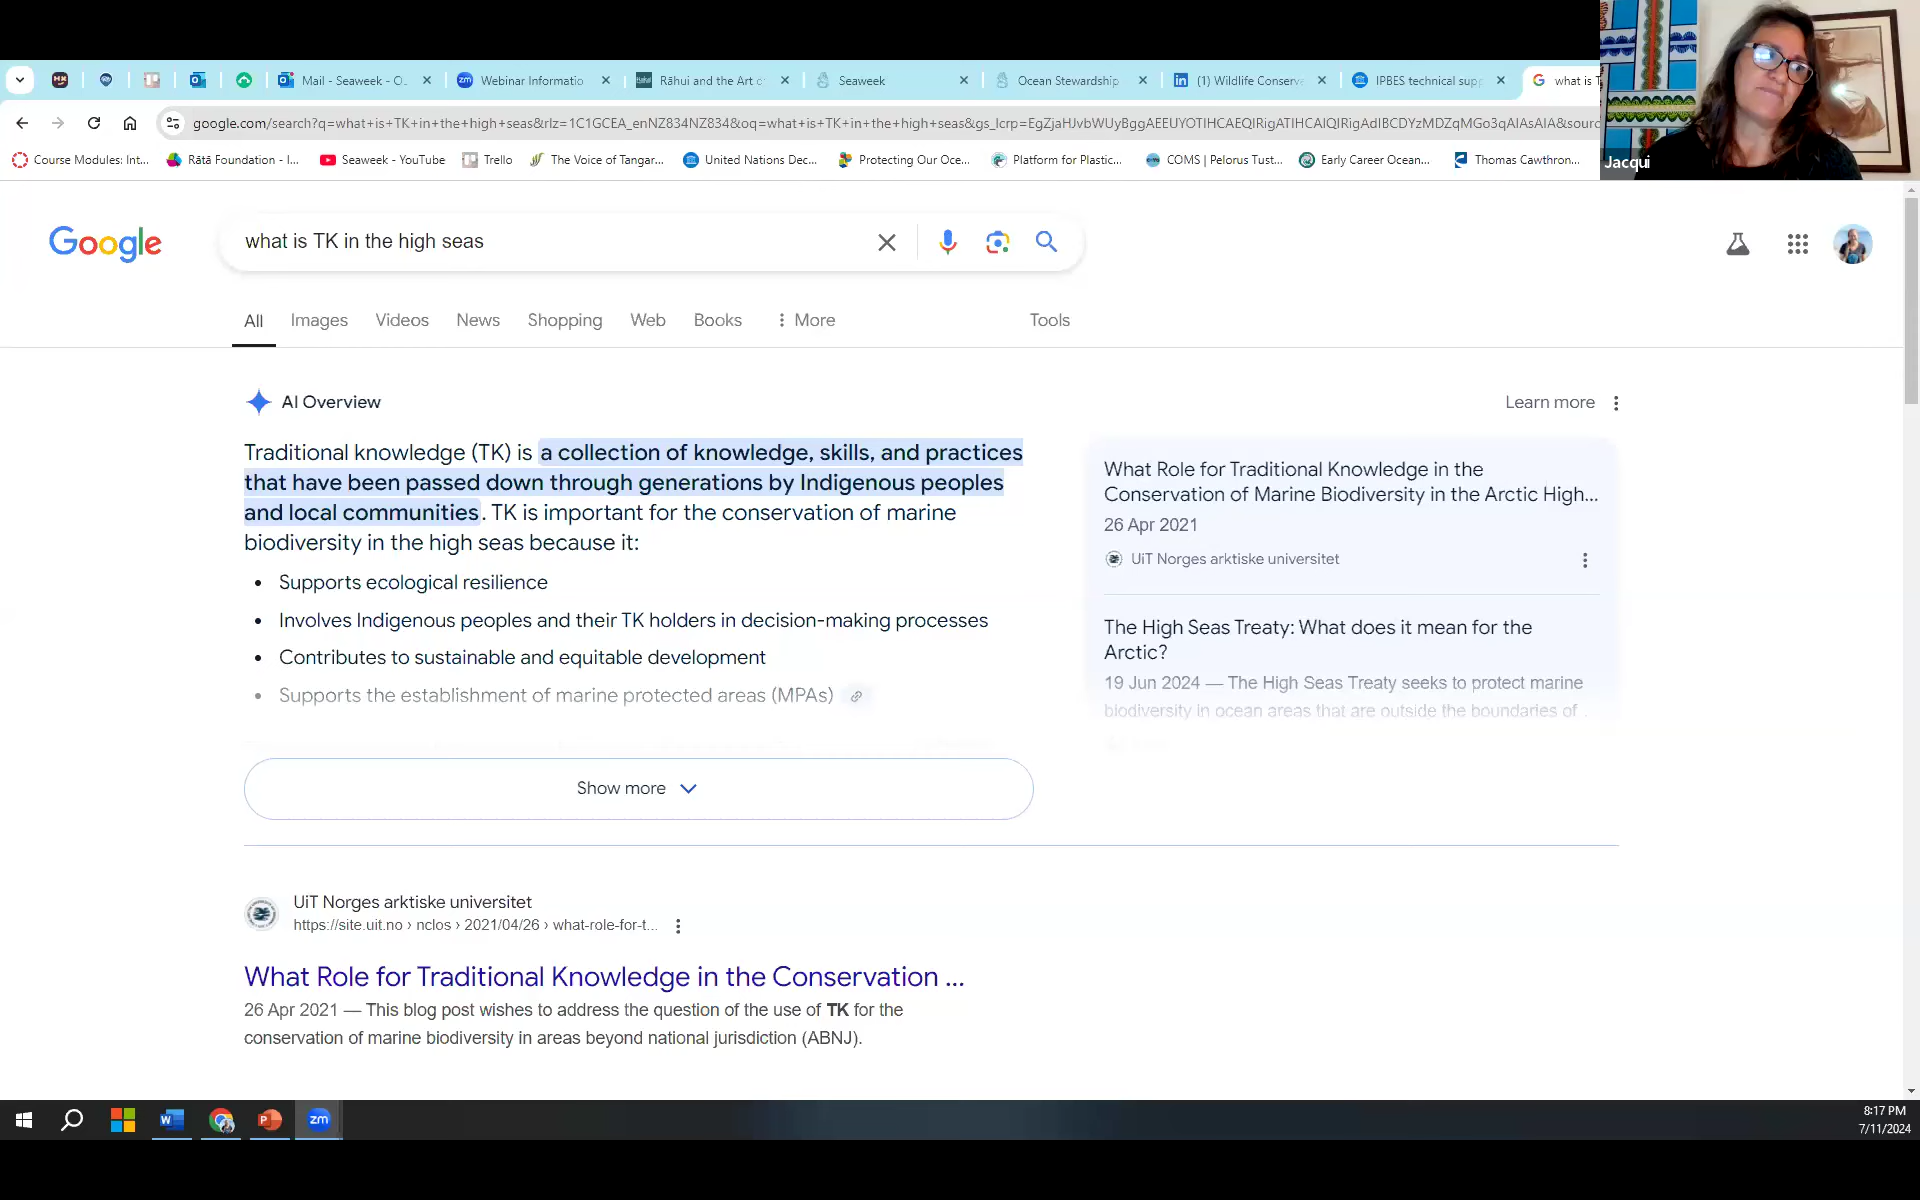 Mail - Seaweek - O
Webinar Informatio
Rāhui and the Art o
Seaweek
Ocean Stewardship
(1) Wildlife Conserv
IPBES technical supp
what is T
google.com/search?q=what+is+TK+in+the+high+seas&rlz=1C1GCEA_enNZ834NZ834&oq=what+is+TK+in+the+high+seas&gs_lcrp=
Course Modules: Int...
Rātā Foundation - I...
Seaweek - YouTube
Trello
The Voice of Tangar...
United Nations Dec...
Protecting Our Oce...
Platform for Plastic...
COMS | Pelorus Tust...
Early Career Ocean...
Thomas Cawthron...
Jacqui
Google
what is TK in the high seas
All Images Videos News Shopping Web Books More Tools
AI Overview
Learn more
Traditional knowledge (TK) is a collection of knowledge, skills, and practices
that have been passed down through generations by Indigenous peoples
and local communities. TK is important for the conservation of marine
biodiversity in the high seas because it:
• Supports ecological resilience
• Involves Indigenous peoples and their TK holders in decision-making processes
• Contributes to sustainable and equitable development
• Supports the establishment of marine protected areas (MPAs)
Show more
What Role for Traditional Knowledge in the
Conservation of Marine Biodiversity in the Arctic High...
26 Apr 2021
UiT Norges arktiske universitet
The High Seas Treaty: What does it mean for the
Arctic?
19 Jun 2024 — The High Seas Treaty seeks to protect marine
biodiversity in ocean areas that are outside the boundaries of
UiT Norges arktiske universitet
https://site.uit.no › nclos › 2021/04/26 › what-role-for-t...
What Role for Traditional Knowledge in the Conservation ...
26 Apr 2021 — This blog post wishes to address the question of the use of TK for the
conservation of marine biodiversity in areas beyond national jurisdiction (ABNJ).
W
P
zm
8:17 PM
7/11/2024